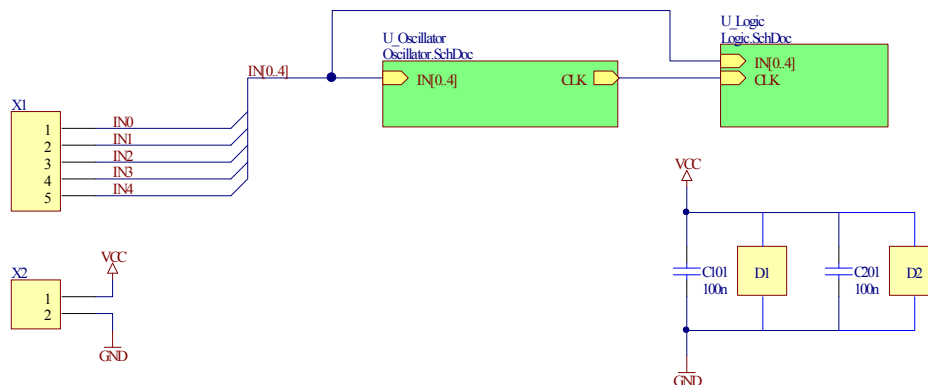 U_Oscillator
Oscillator.SchDoc
U_Logic
Logic.SchDoc
IN[0..4]
IN[0..4]
CLK
IN[0..4]
CLK
X1
1
IN0
2
IN1
3
IN2
4
IN3
5
IN4
VCC
X2
VCC
1
2
GND
C101
100n
D1
C201
100n
D2
GND